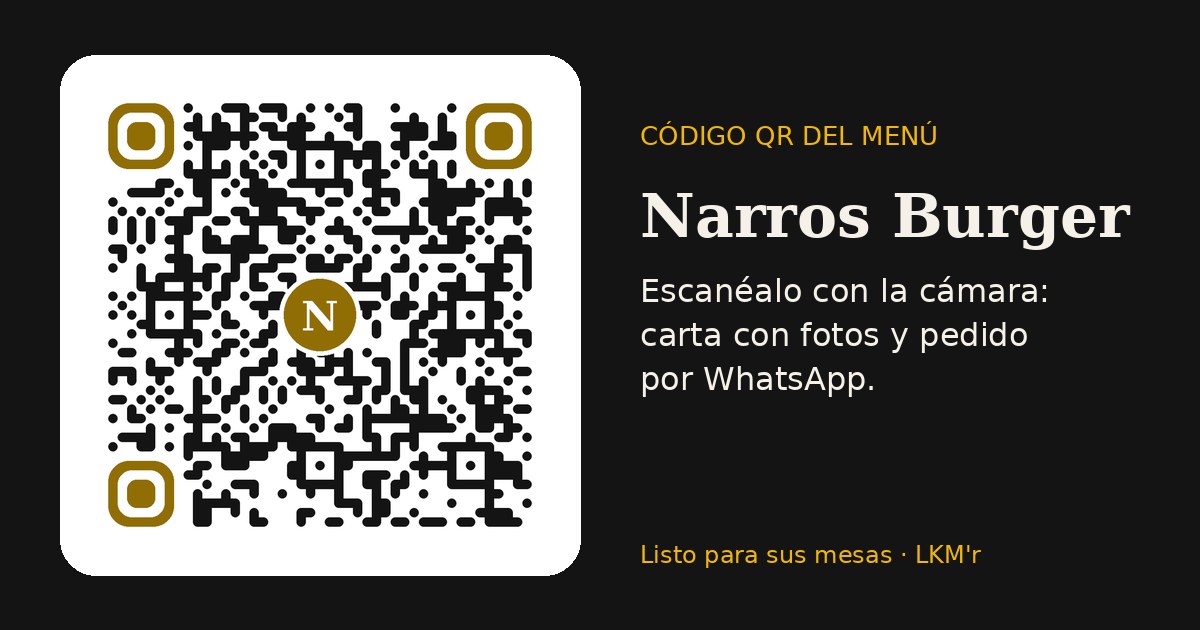 N
CÓDIGO QR DEL MENÚ
Narros Burger
Escanéalo con la cámara:
carta con fotos y pedido
por WhatsApp.
Listo para sus mesas · LKM'r